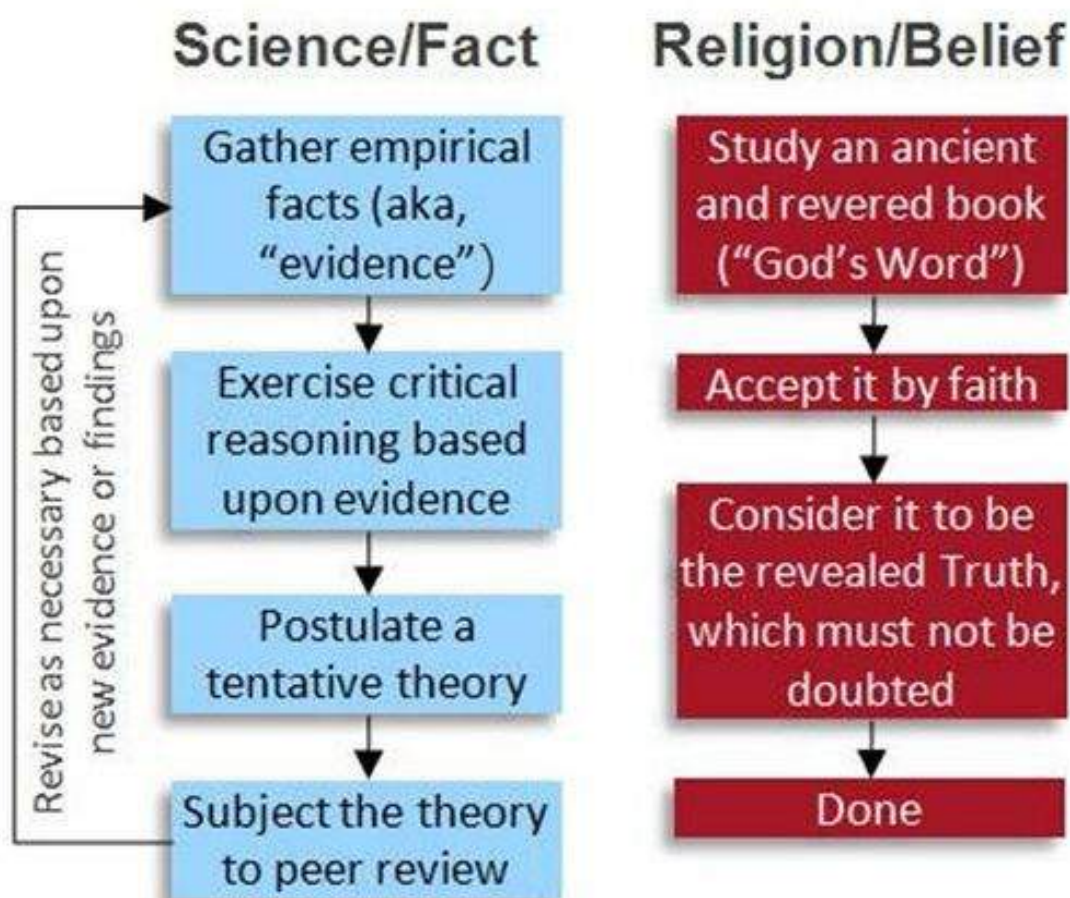 Science/Fact
Gather empirical
facts (aka,
“evidence”)
Exercise critical
reasoning based
upon evidence
Postulate a
tentative theory
Subject the theory
to peer review
Revise as necessary based upon
new evidence or findings
Religion/Belief
Study an ancient
and revered book
(“God’s Word”)
Accept it by faith
Consider it to be
the revealed Truth,
which must not be
doubted
Done